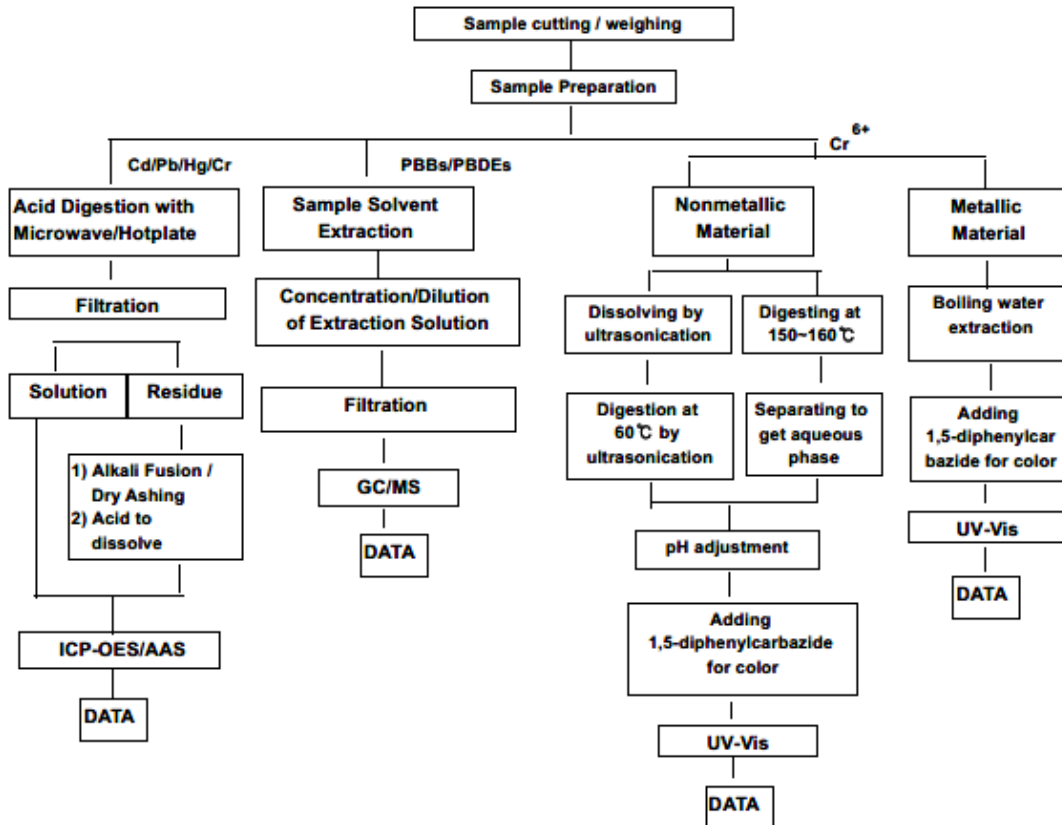 Sample cutting / weighing
Sample Preparation
Cd/Pb/Hg/Cr
PBBs/PBDEs
Cr 6+
Acid Digestion with
Microwave/Hotplate
Filtration
Solution
Residue
1) Alkali Fusion /
Dry Ashing
2) Acid to
dissolve
ICP-OES/AAS
DATA
Sample Solvent
Extraction
Concentration/Dilution
of Extraction Solution
Filtration
GC/MS
DATA
Nonmetallic
Material
Dissolving by
ultrasonication
Digestion at
60℃ by
ultrasonication
Digesting at
150~160℃
Separating to
get aqueous
phase
pH adjustment
Adding
1,5-diphenylcarbazide
for color
UV-Vis
DATA
Metallic
Material
Boiling water
extraction
Adding
1,5-diphenylcar
bazide for color
UV-Vis
DATA